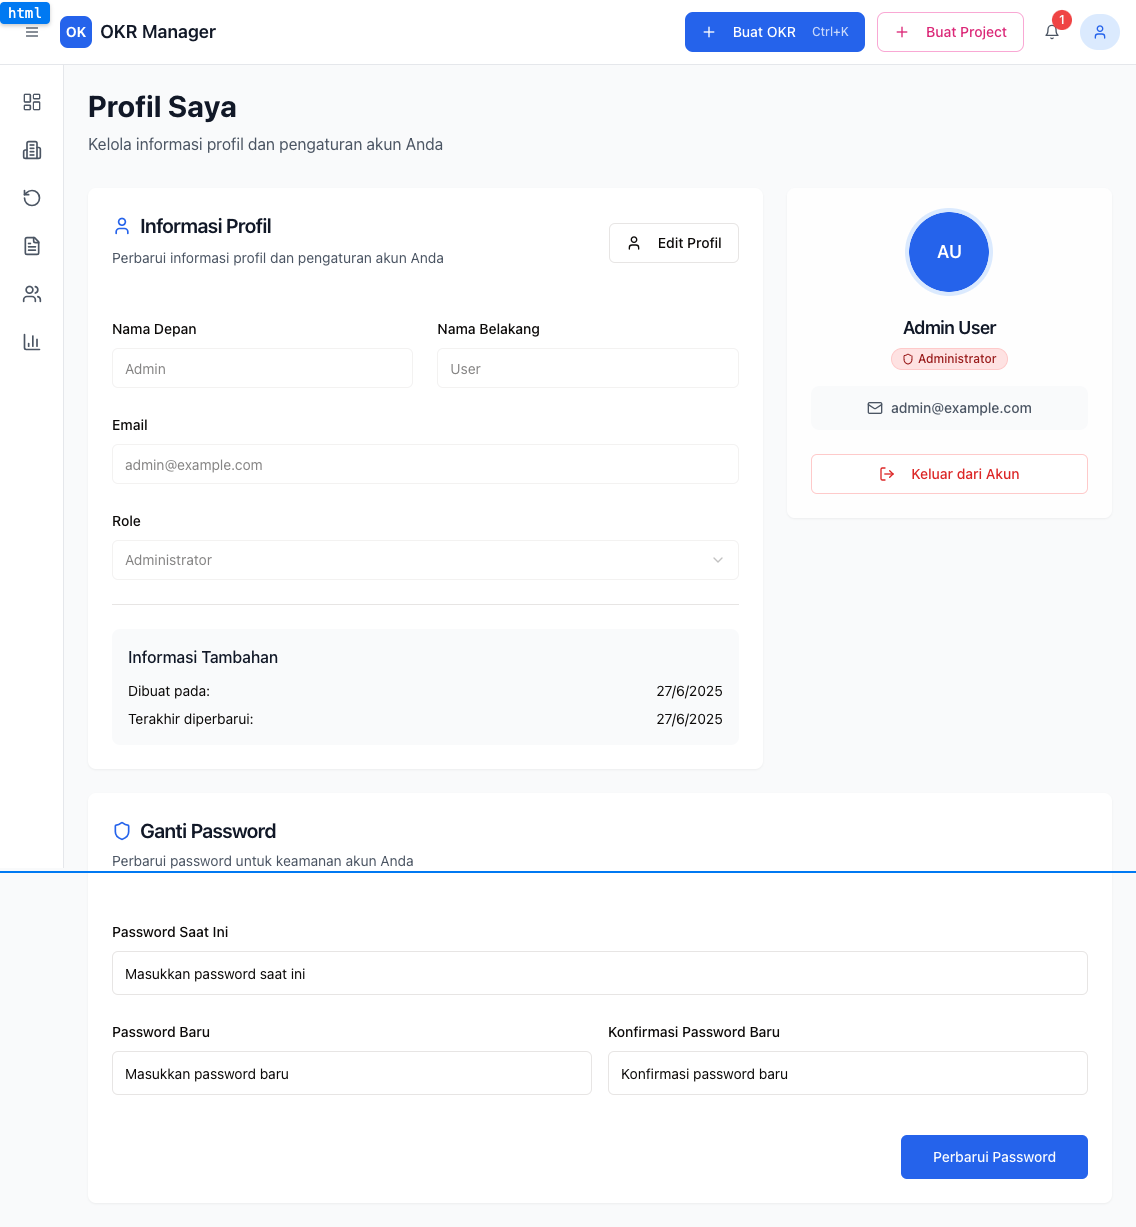 html
OK OKR Manager
Buat OKR Ctrl+K
Buat Project
1
Profil Saya
Kelola informasi profil dan pengaturan akun Anda
Informasi Profil
Perbarui informasi profil dan pengaturan akun Anda
Edit Profil
Nama Depan
Nama Belakang
Admin
User
Email
admin@example.com
Role
Administrator
Informasi Tambahan
Dibuat pada: 27/6/2025
Terakhir diperbarui: 27/6/2025
AU
Admin User
Administrator
admin@example.com
Keluar dari Akun
Ganti Password
Perbarui password untuk keamanan akun Anda
Password Saat Ini
Masukkan password saat ini
Password Baru
Konfirmasi Password Baru
Masukkan password baru
Konfirmasi password baru
Perbarui Password